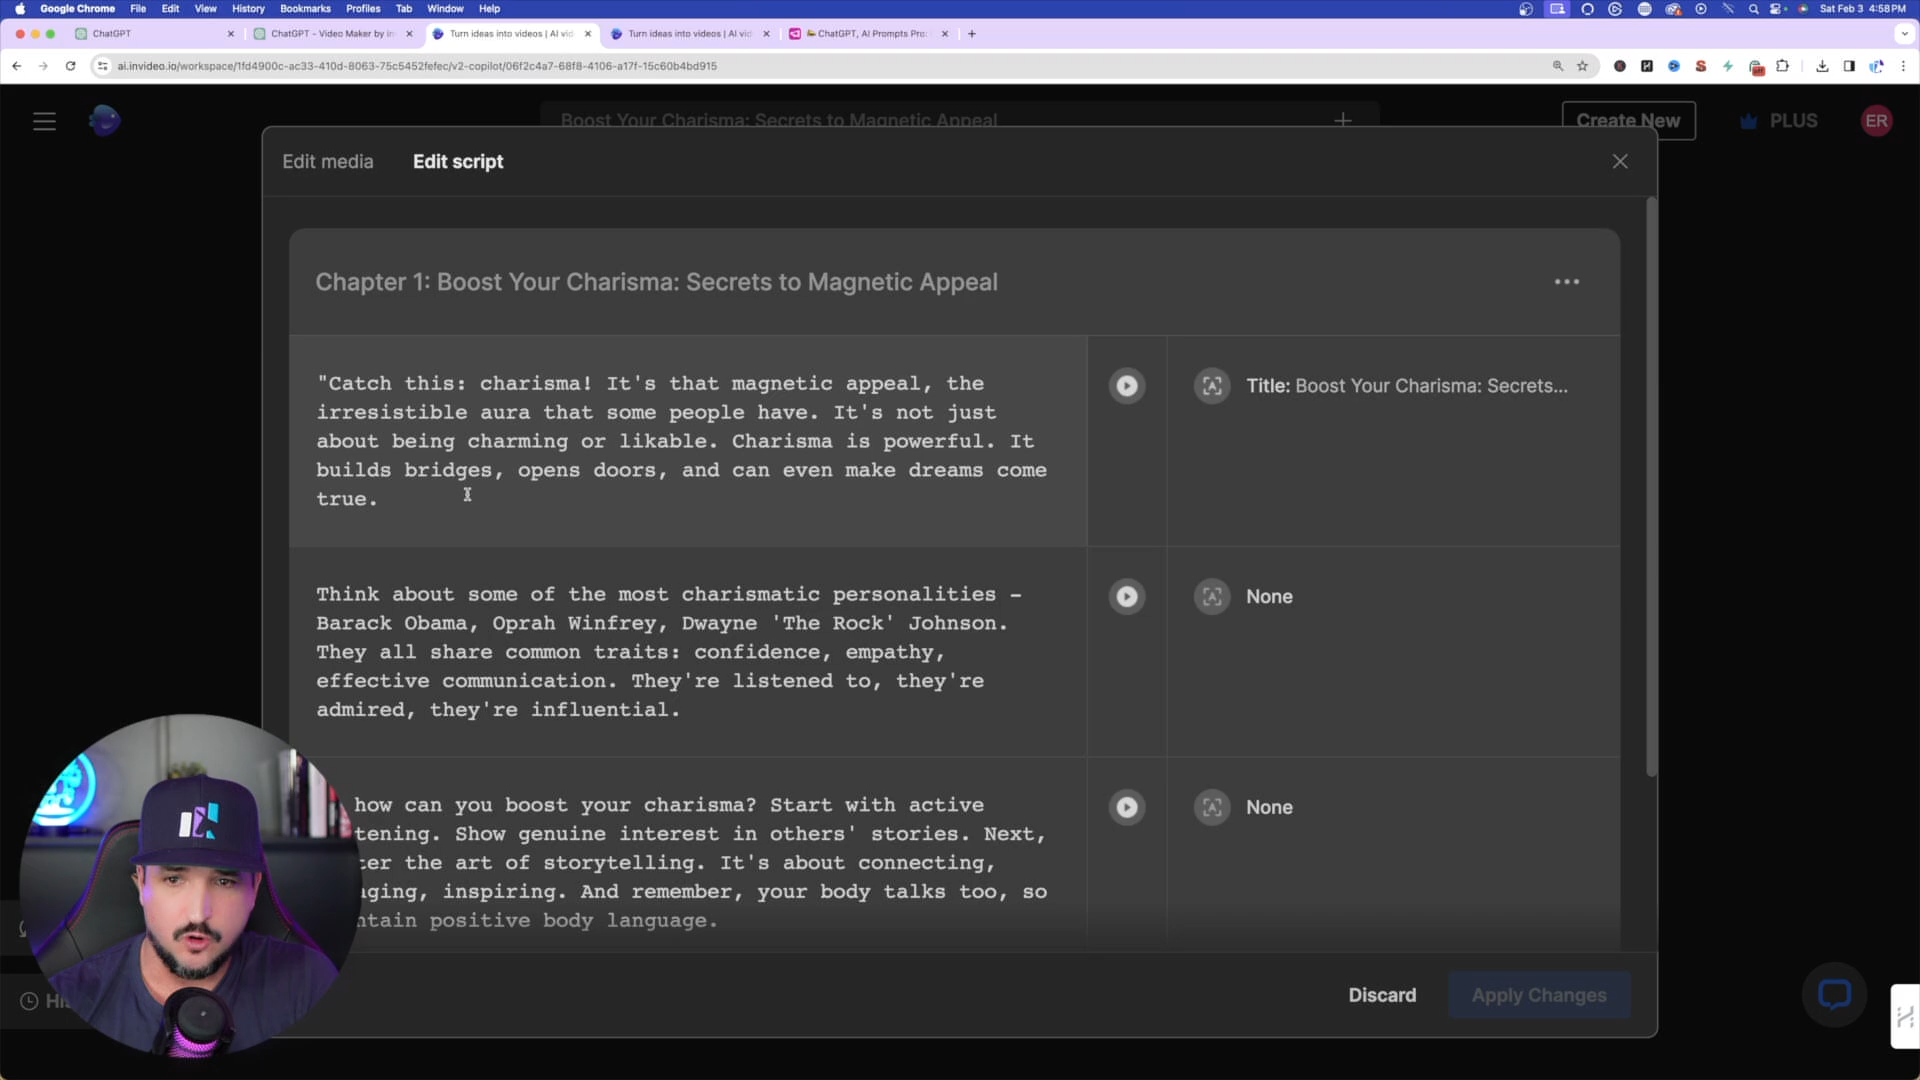 Google Chrome File Edit View History Bookmarks Profiles Tab Window Help Sat Feb 3 4:58 PM
ChatGPT
ChatGPT - Video Maker by in
Turn ideas into videos | AI vid
Turn ideas into videos | AI vid
ChatGPT, AI Prompts Pro:
ai.invideo.io/workspace/1fd4900c-ac33-410d-8063-75c5452fefec/v2-copilot/06f2c4a7-68f8-4106-a17f-15c60b4bd915
Boost Your Charisma: Secrets to Magnetic Appeal
Create New
PLUS
ER
Edit media
Edit script
Chapter 1: Boost Your Charisma: Secrets to Magnetic Appeal
"Catch this: charisma! It's that magnetic appeal, the
irresistible aura that some people have. It's not just
about being charming or likable. Charisma is powerful. It
builds bridges, opens doors, and can even make dreams come
true.
Title: Boost Your Charisma: Secrets...
Think about some of the most charismatic personalities –
Barack Obama, Oprah Winfrey, Dwayne 'The Rock' Johnson.
They all share common traits: confidence, empathy,
effective communication. They're listened to, they're
admired, they're influential.
None
how can you boost your charisma? Start with active
tening. Show genuine interest in others' stories. Next,
ter the art of storytelling. It's about connecting,
aging, inspiring. And remember, your body talks too, so
ntain positive body language.
None
His
Discard
Apply Changes